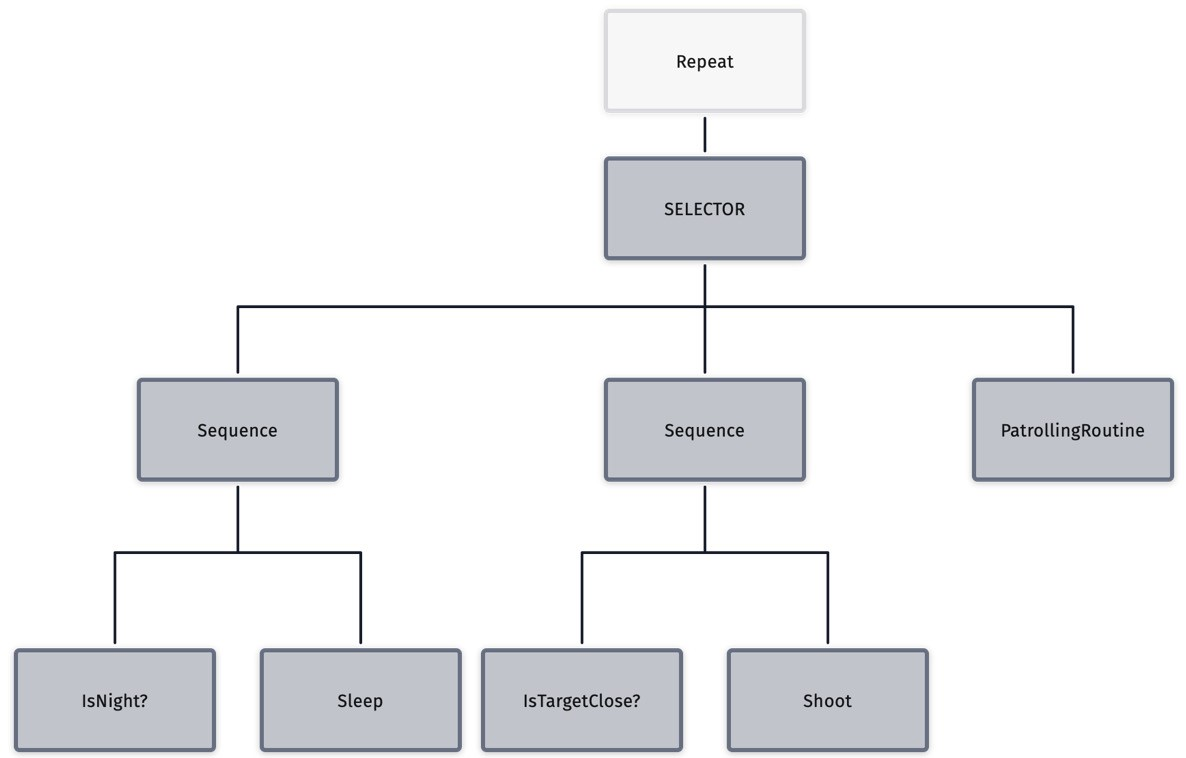 Repeat
SELECTOR
Sequence
Sequence
PatrollingRoutine
IsNight?
Sleep
IsTargetClose?
Shoot